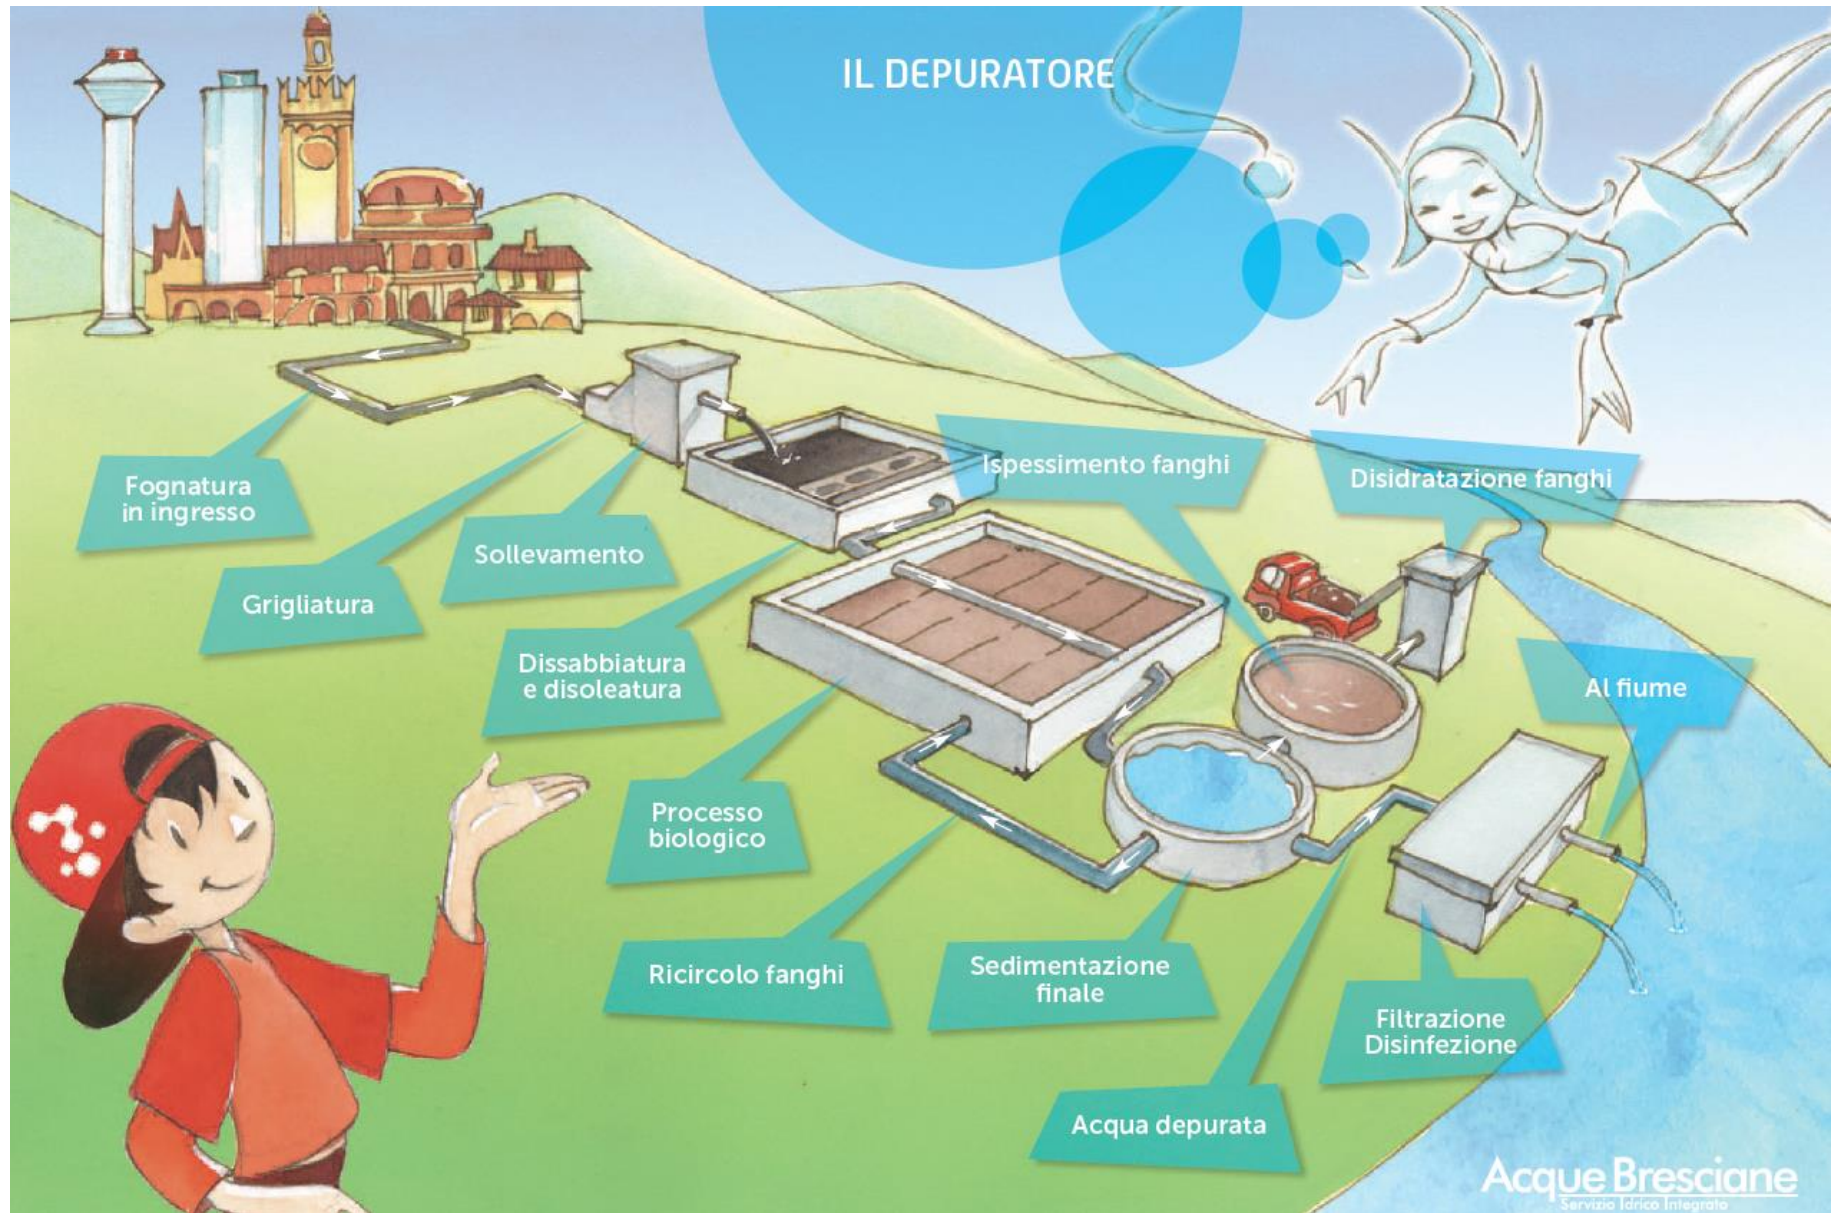 IL DEPURATORE
Ispessimento fanghi
Disidratazione fanghi
Fognatura
in ingresso
Sollevamento
Grigliatura
Dissabbiatura
e disoleatura
Al fiume
Processo
biologico
Ricircolo fanghi
Sedimentazione
finale
Filtrazione
Disinfezione
Acqua depurata
Acque Bresciane
Servizio Idrico Integrato